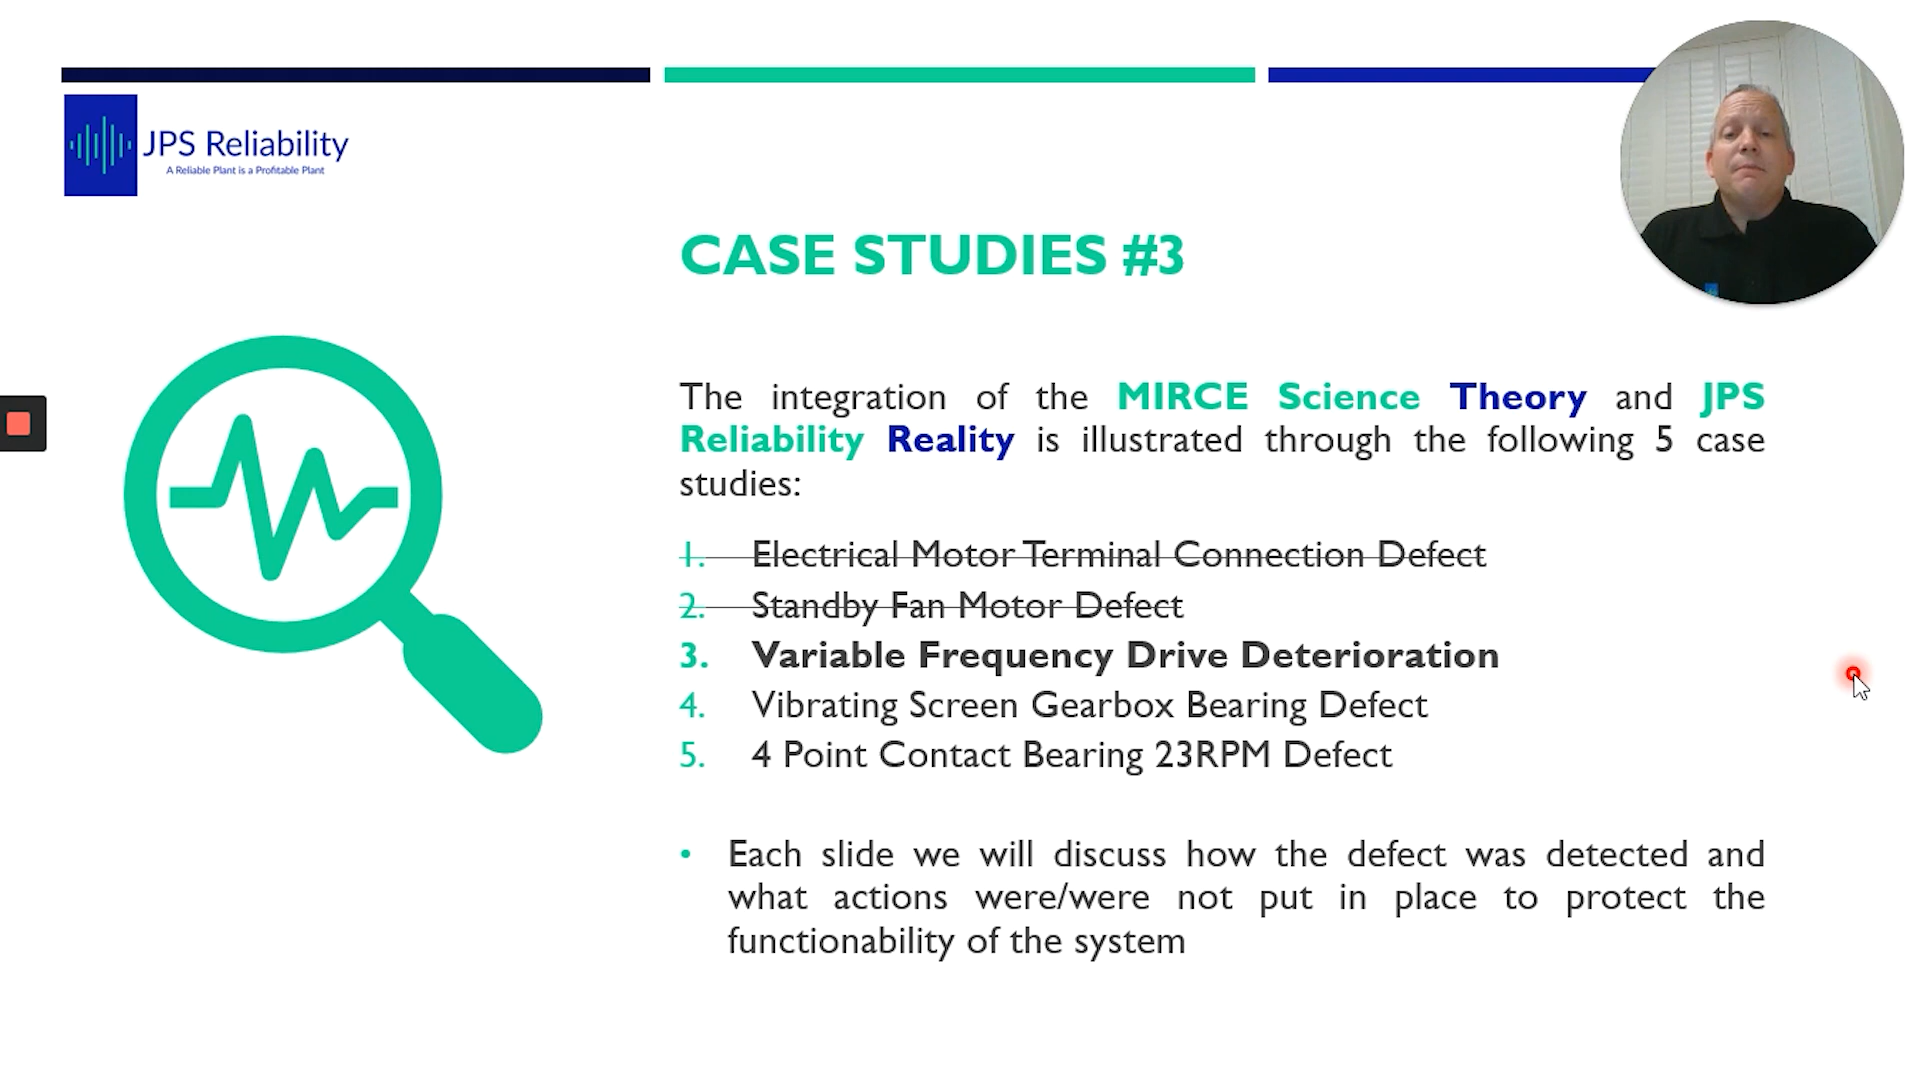 JPS Reliability
A Reliable Plant is a Profitable Plant
CASE STUDIES #3
The integration of the MIRCE Science Theory and JPS
Reliability Reality is illustrated through the following 5 case
studies:
1. Electrical Motor Terminal Connection Defect
2. Standby Fan Motor Defect
3. Variable Frequency Drive Deterioration
4. Vibrating Screen Gearbox Bearing Defect
5. 4 Point Contact Bearing 23RPM Defect
• Each slide we will discuss how the defect was detected and
what actions were/were not put in place to protect the
functionability of the system